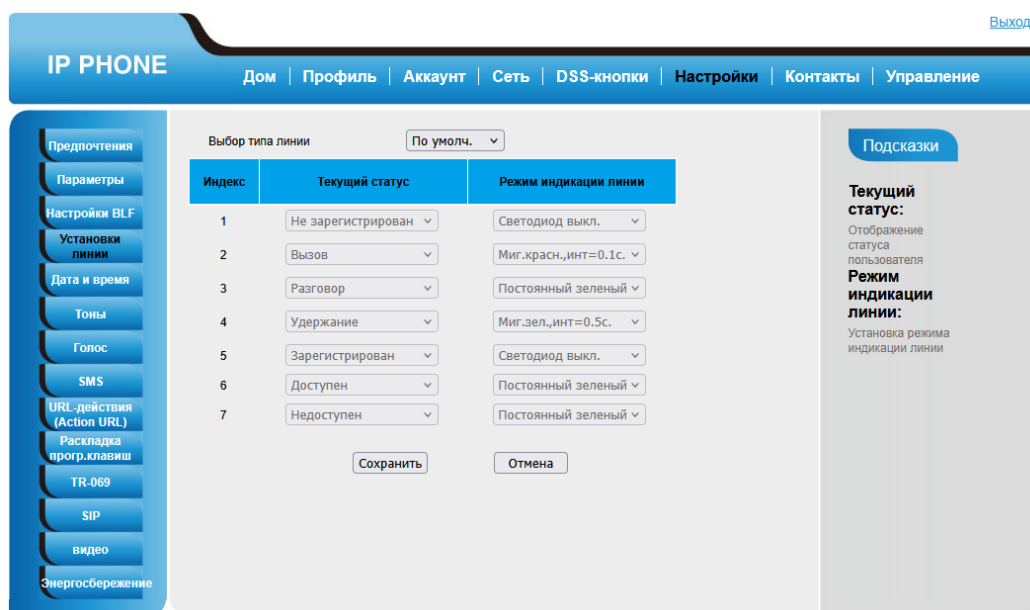 Выход
IP PHONE
Дом | Профиль | Аккаунт | Сеть | DSS-кнопки | Настройки | Контакты | Управление
Предпочтения
Параметры
Настройки BLF
Установки
линии
Дата и время
Тоны
Голос
SMS
URL-действия
(Action URL)
Раскладка
прогр.клавиш
TR-069
SIP
видео
Энергосбережение
Выбор типа линии По умолч.
Индекс Текущий статус Режим индикации линии
1 Не зарегистрирован Светодиод выкл.
2 Вызов Миг.красн.,инт=0.1с.
3 Разговор Постоянный зеленый
4 Удержание Миг.зел.,инт=0.5с.
5 Зарегистрирован Светодиод выкл.
6 Доступен Постоянный зеленый
7 Недоступен Постоянный зеленый
Сохранить Отмена
Подсказки
Текущий
статус:
Отображение
статуса
пользователя
Режим
индикации
линии:
Установка режима
индикации линии